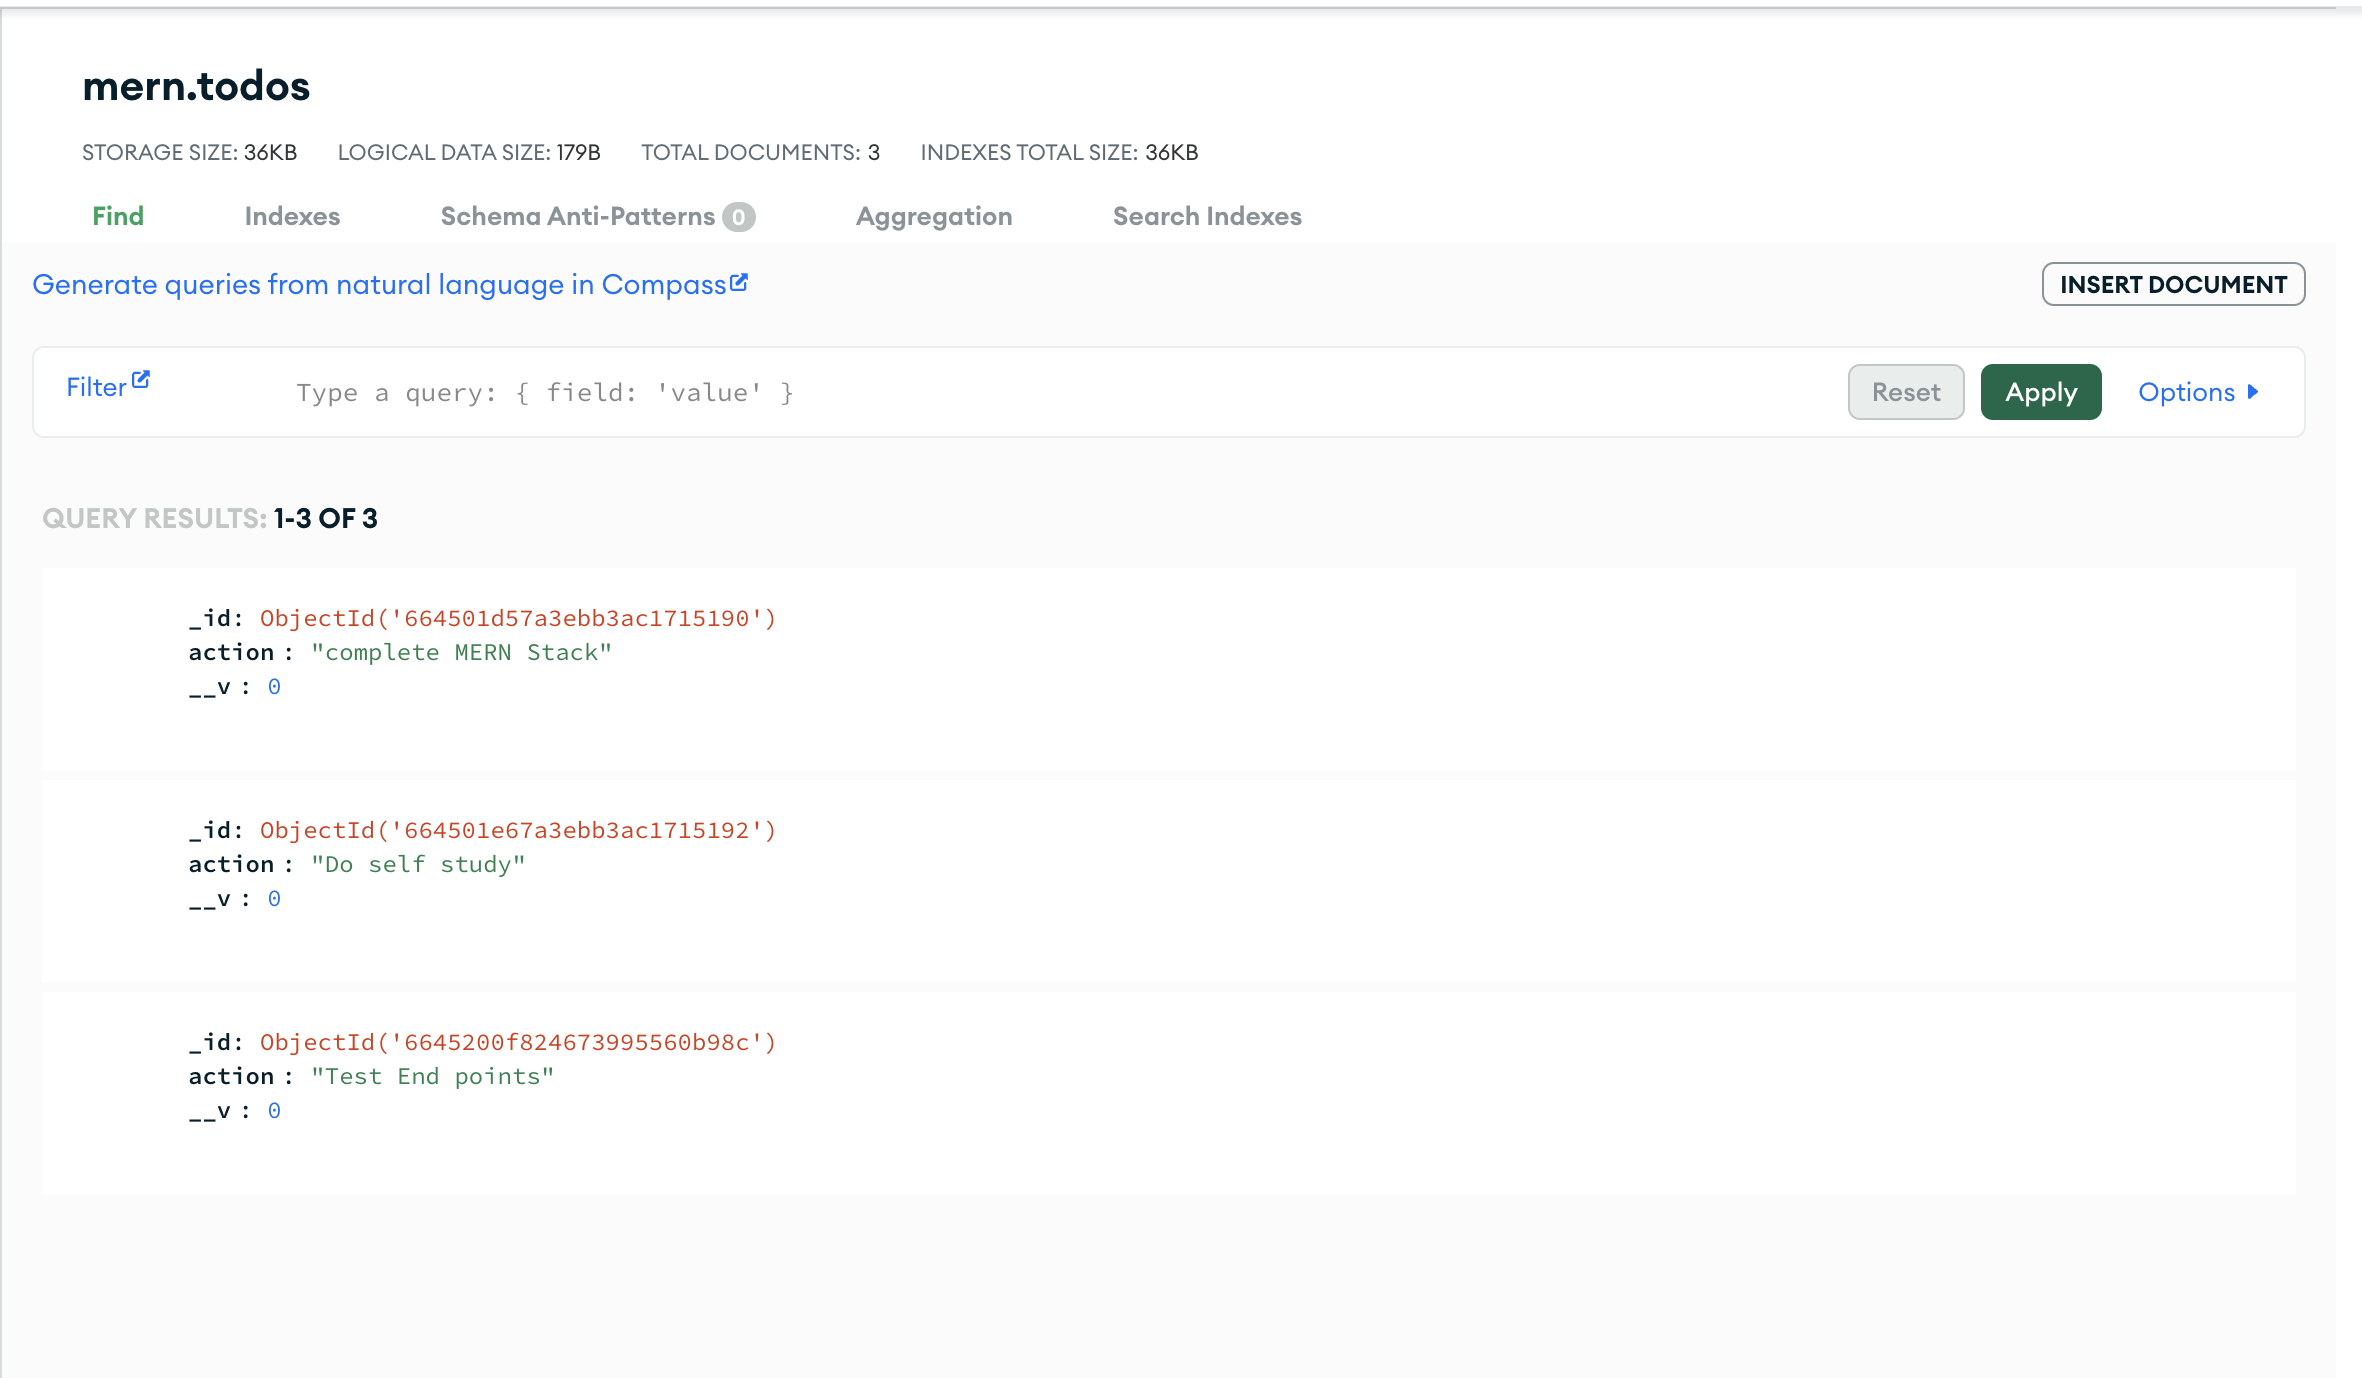 mern.todos
STORAGE SIZE: 36KB LOGICAL DATA SIZE: 179B TOTAL DOCUMENTS: 3 INDEXES TOTAL SIZE: 36KB
Find Indexes Schema Anti-Patterns 0 Aggregation Search Indexes
Generate queries from natural language in Compass INSERT DOCUMENT
Filter Type a query: { field: 'value' } Reset Apply Options
QUERY RESULTS: 1-3 OF 3
_id: ObjectId('664501d57a3ebb3ac1715190')
action : "complete MERN Stack"
__v : 0
_id: ObjectId('664501e67a3ebb3ac1715192')
action : "Do self study"
__v : 0
_id: ObjectId('6645200f824673995560b98c')
action : "Test End points"
__v : 0